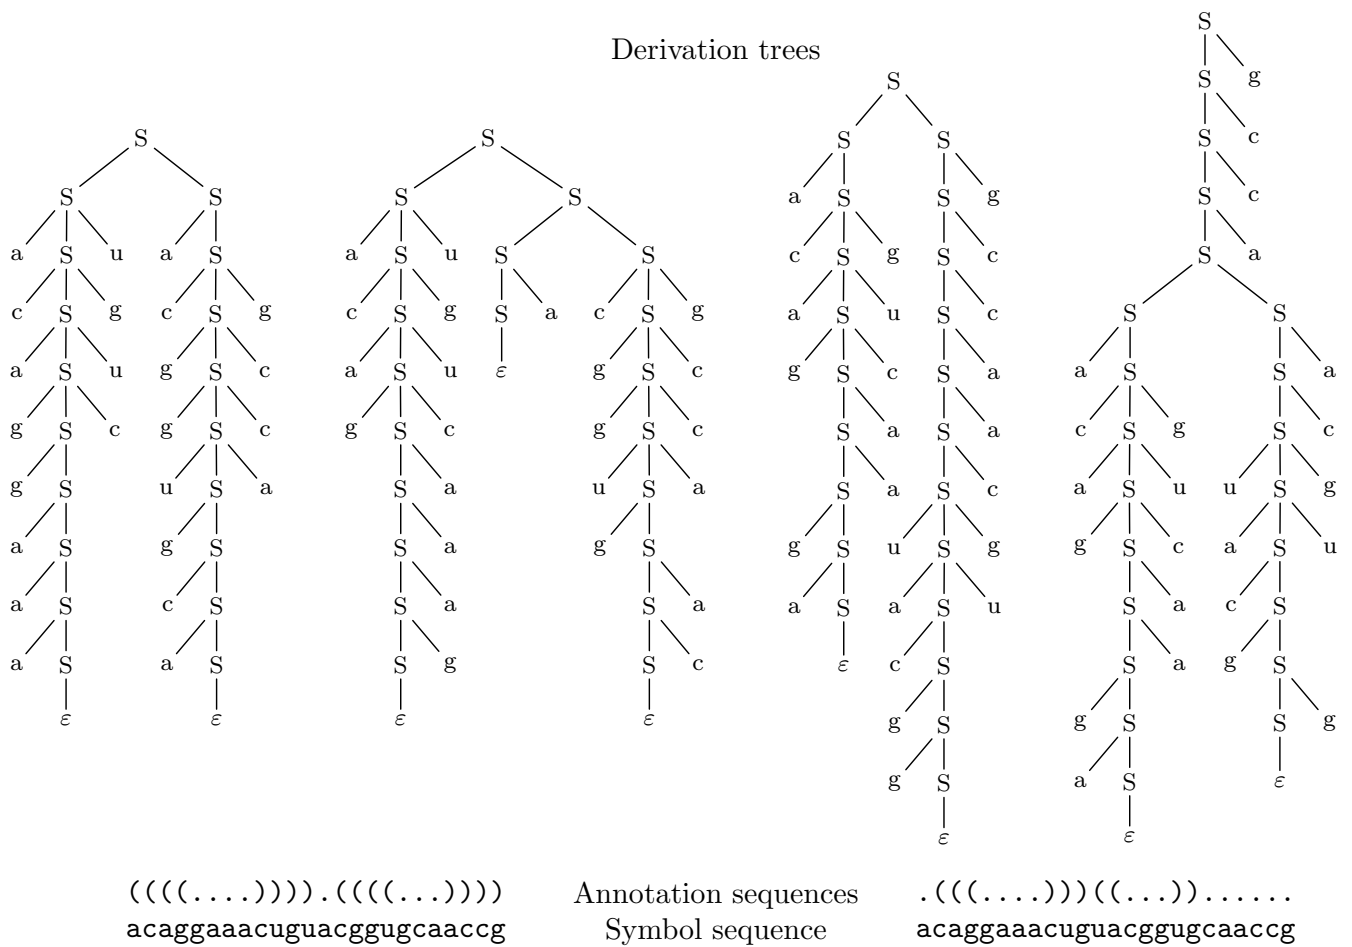 S
Derivation trees
S S g
S S S S S c
S S S S a S S g S c
a S u a S a S u S S c S g S c S a
c S g c S g c S g S a c S g a S u S c S S
a S u g S c a S u ε g S c g S c S a a S S a
g S c g S c g S c g S c S a S a c S g S c
g S u S a S a u S a S a S c a S u u S g
a S g S S a g S g S u S g g S c a S u
a S c S S a S a a S a S u S a c S
a S a S S g S c ε c S S a g S
ε ε ε ε g S g S S g
g S a S ε
ε ε
((((....)))).((((...)))) Annotation sequences .(((....)))((...))......
acaggaaacuguacggugcaaccg Symbol sequence acaggaaacuguacggugcaaccg